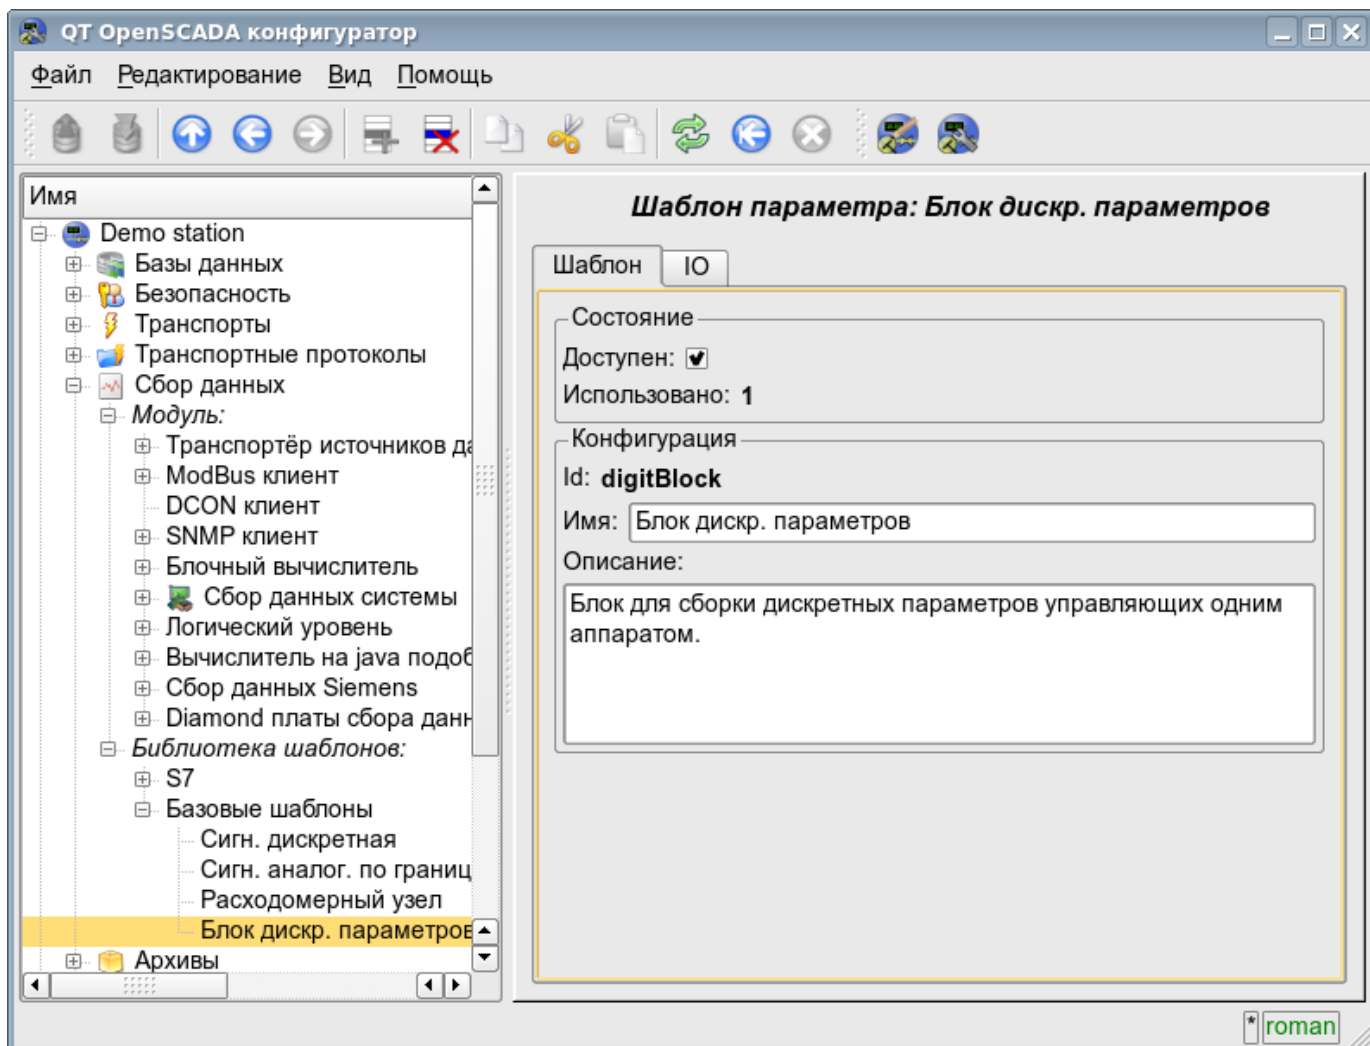 QT OpenSCADA конфигуратор
Файл Редактирование Вид Помощь
Имя
Demo station
Базы данных
Безопасность
Транспорты
Транспортные протоколы
Сбор данных
Модуль:
Транспортёр источников да
ModBus клиент
DCON клиент
SNMP клиент
Блочный вычислитель
Сбор данных системы
Логический уровень
Вычислитель на java подоб
Сбор данных Siemens
Diamond платы сбора данн
Библиотека шаблонов:
S7
Базовые шаблоны
Сигн. дискретная
Сигн. аналог. по границ
Расходомерный узел
Блок дискр. параметров
Архивы
Шаблон параметра: Блок дискр. параметров
Шаблон IO
Состояние
Доступен:
Использовано: 1
Конфигурация
Id: digitBlock
Имя: Блок дискр. параметров
Описание:
Блок для сборки дискретных параметров управляющих одним
аппаратом.
* roman